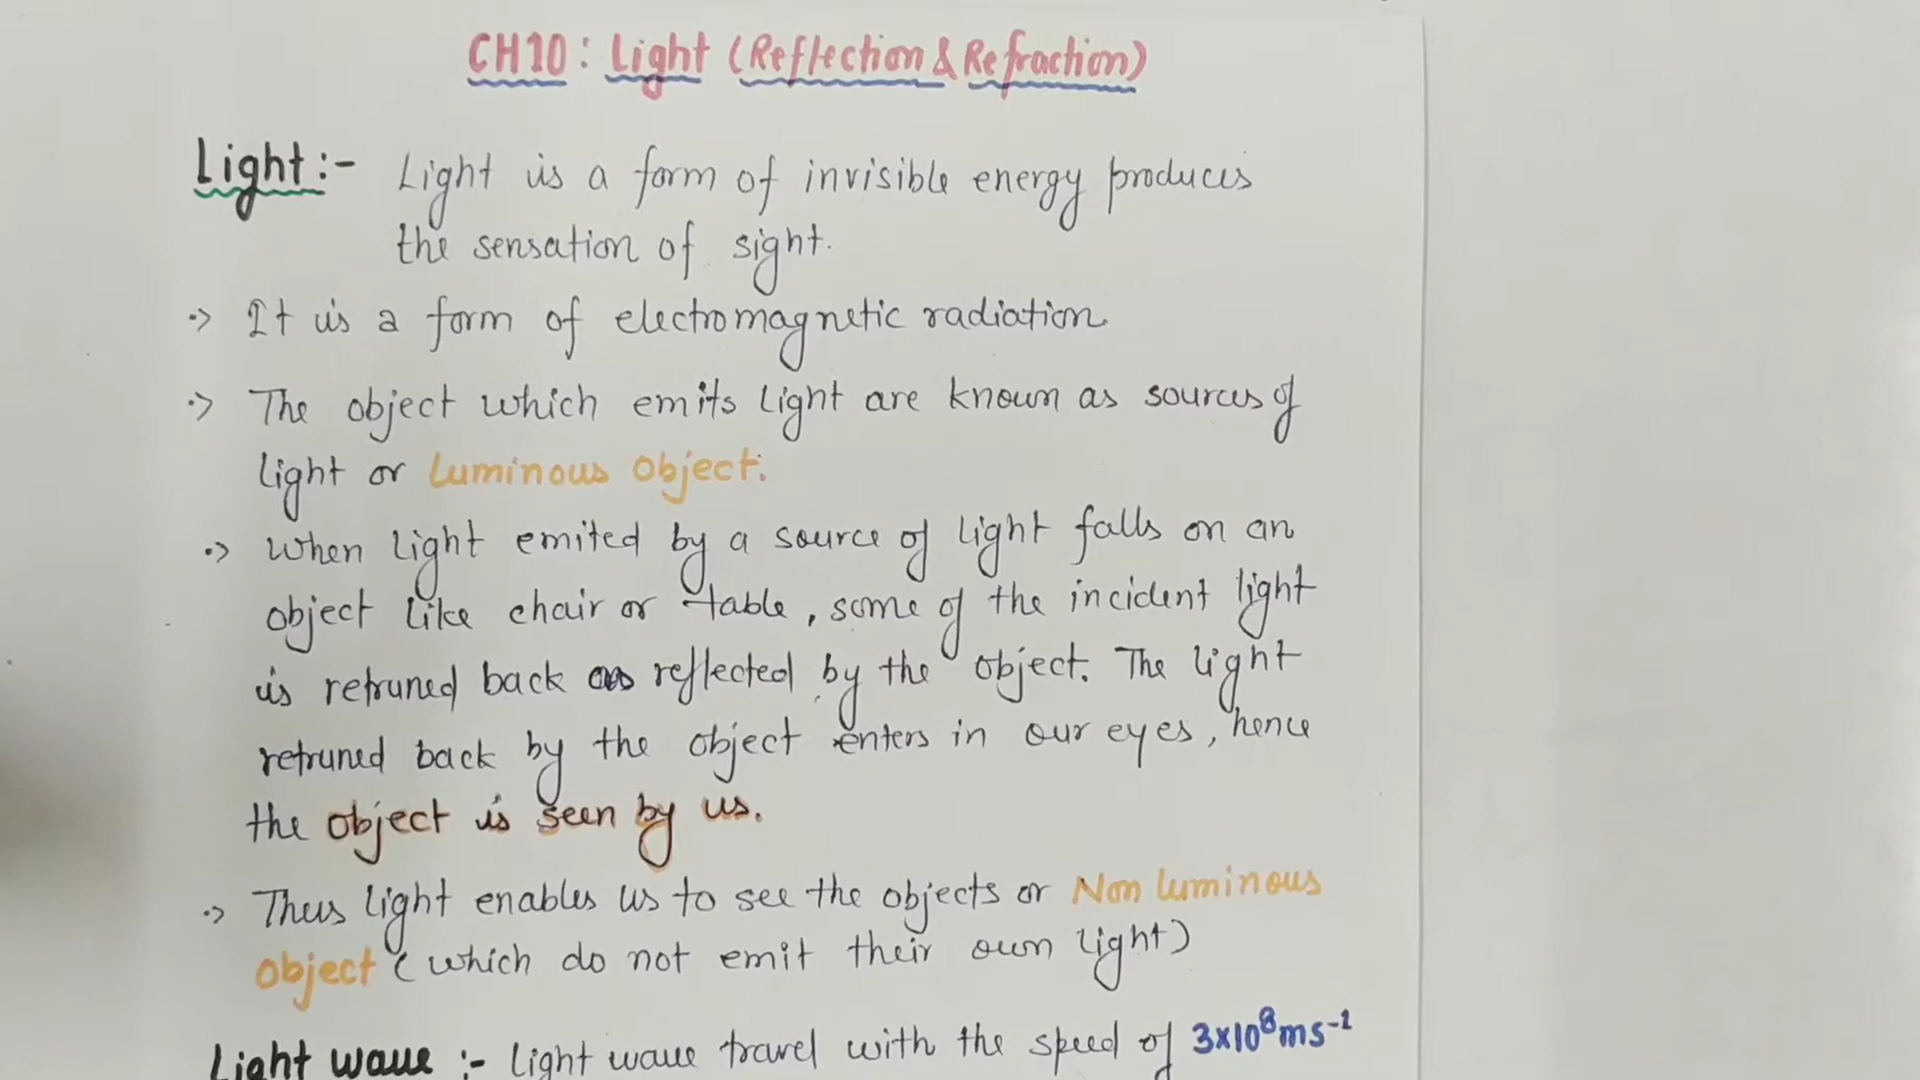 CH10: Light (Reflection & Refraction)
Light:- Light is a form of invisible energy produces
the sensation of sight.
·> It is a form of electromagnetic radiation.
·> The object which emits light are known as sources of
light or Luminous Object.
·> When light emited by a source of light falls on an
object like chair or table, some of the incident light
is retruned back as reflected by the object. The light
retruned back by the object enters in our eyes, hence
the object is seen by us.
·> Thus light enables us to see the objects or Non luminous
Object (which do not emit their own light)
Light wave :- Light wave travel with the speed of 3x10⁸ms⁻¹